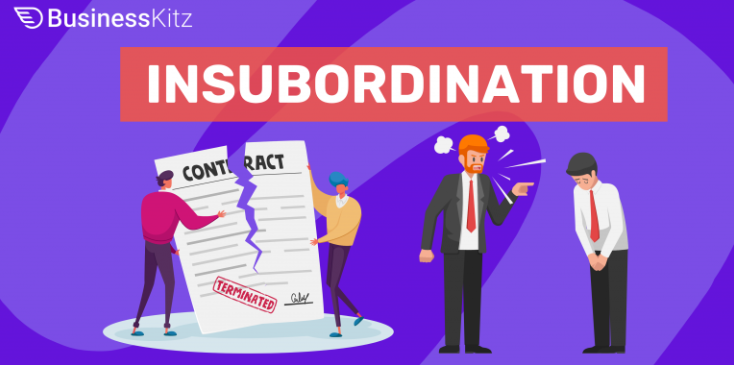 BusinessKitz
INSUBORDINATION
CONTRACT
TERMINATED